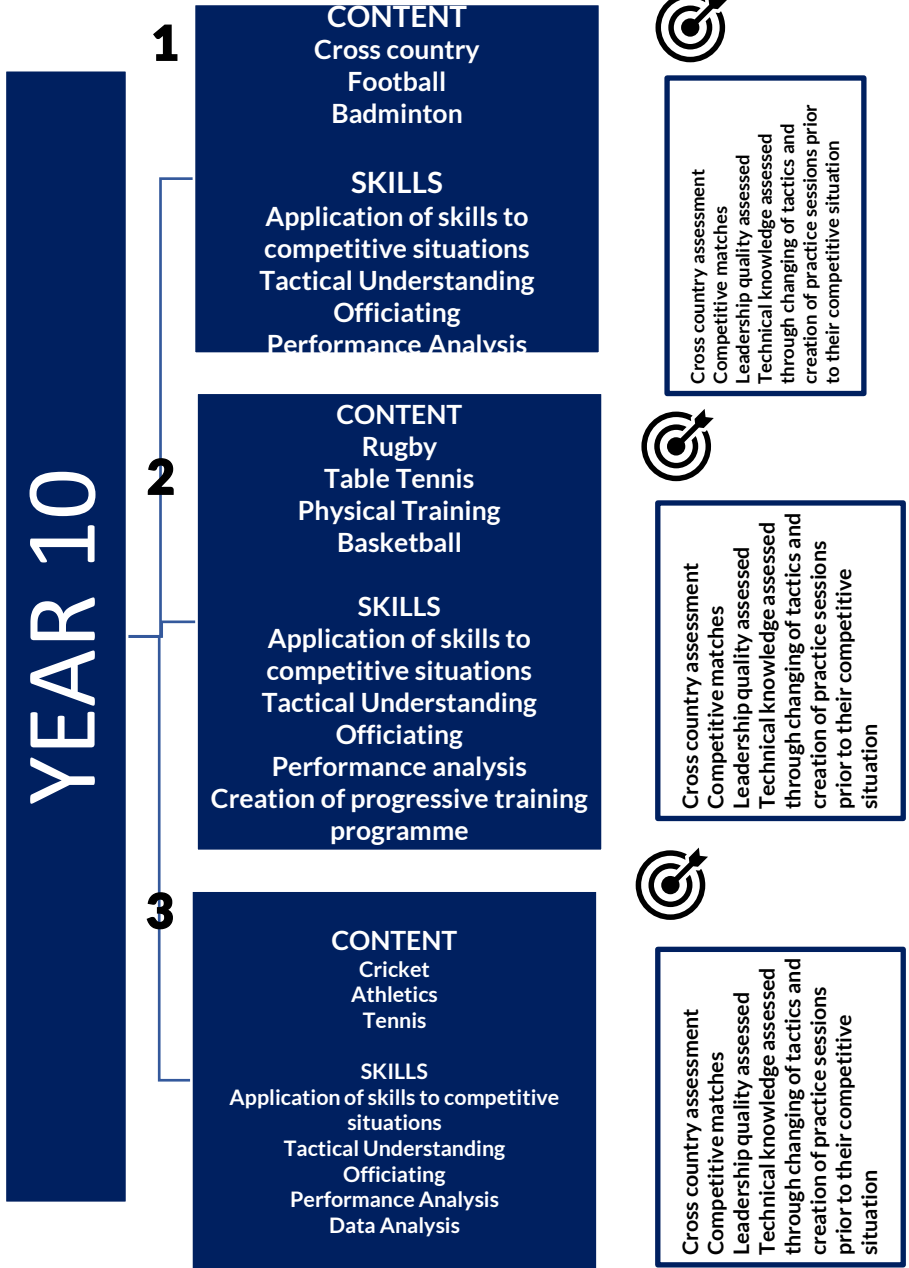 YEAR 10
1
CONTENT
Cross country
Football
Badminton
SKILLS
Application of skills to
competitive situations
Tactical Understanding
Officiating
Performance Analysis
Cross country assessment
Competitive matches
Leadership quality assessed
Technical knowledge assessed
through changing of tactics and
creation of practice sessions prior
to their competitive situation
2
CONTENT
Rugby
Table Tennis
Physical Training
Basketball
SKILLS
Application of skills to
competitive situations
Tactical Understanding
Officiating
Performance analysis
Creation of progressive training
programme
Cross country assessment
Competitive matches
Leadership quality assessed
Technical knowledge assessed
through changing of tactics and
creation of practice sessions
prior to their competitive
situation
3
CONTENT
Cricket
Athletics
Tennis
SKILLS
Application of skills to competitive
situations
Tactical Understanding
Officiating
Performance Analysis
Data Analysis
Cross country assessment
Competitive matches
Leadership quality assessed
Technical knowledge assessed
through changing of tactics and
creation of practice sessions
prior to their competitive
situation